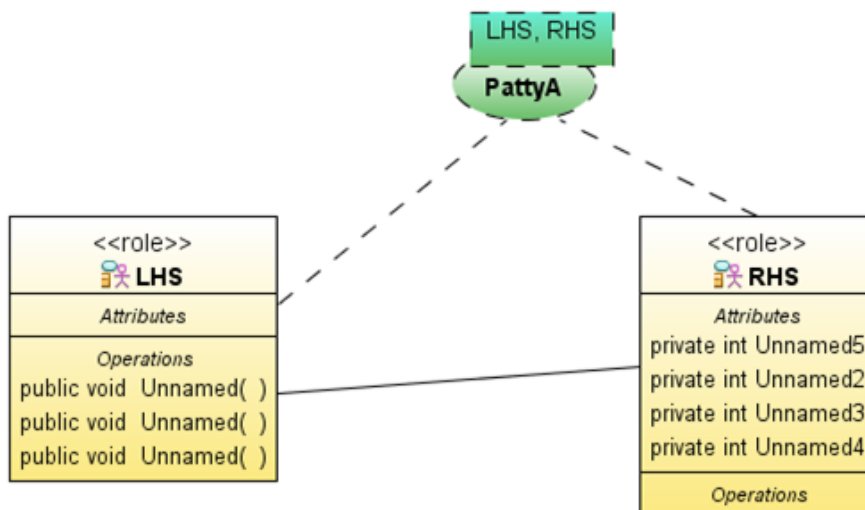 LHS, RHS
PattyA
<<role>>
LHS
Attributes
Operations
public void Unnamed( )
public void Unnamed( )
public void Unnamed( )
<<role>>
RHS
Attributes
private int Unnamed5
private int Unnamed2
private int Unnamed3
private int Unnamed4
Operations